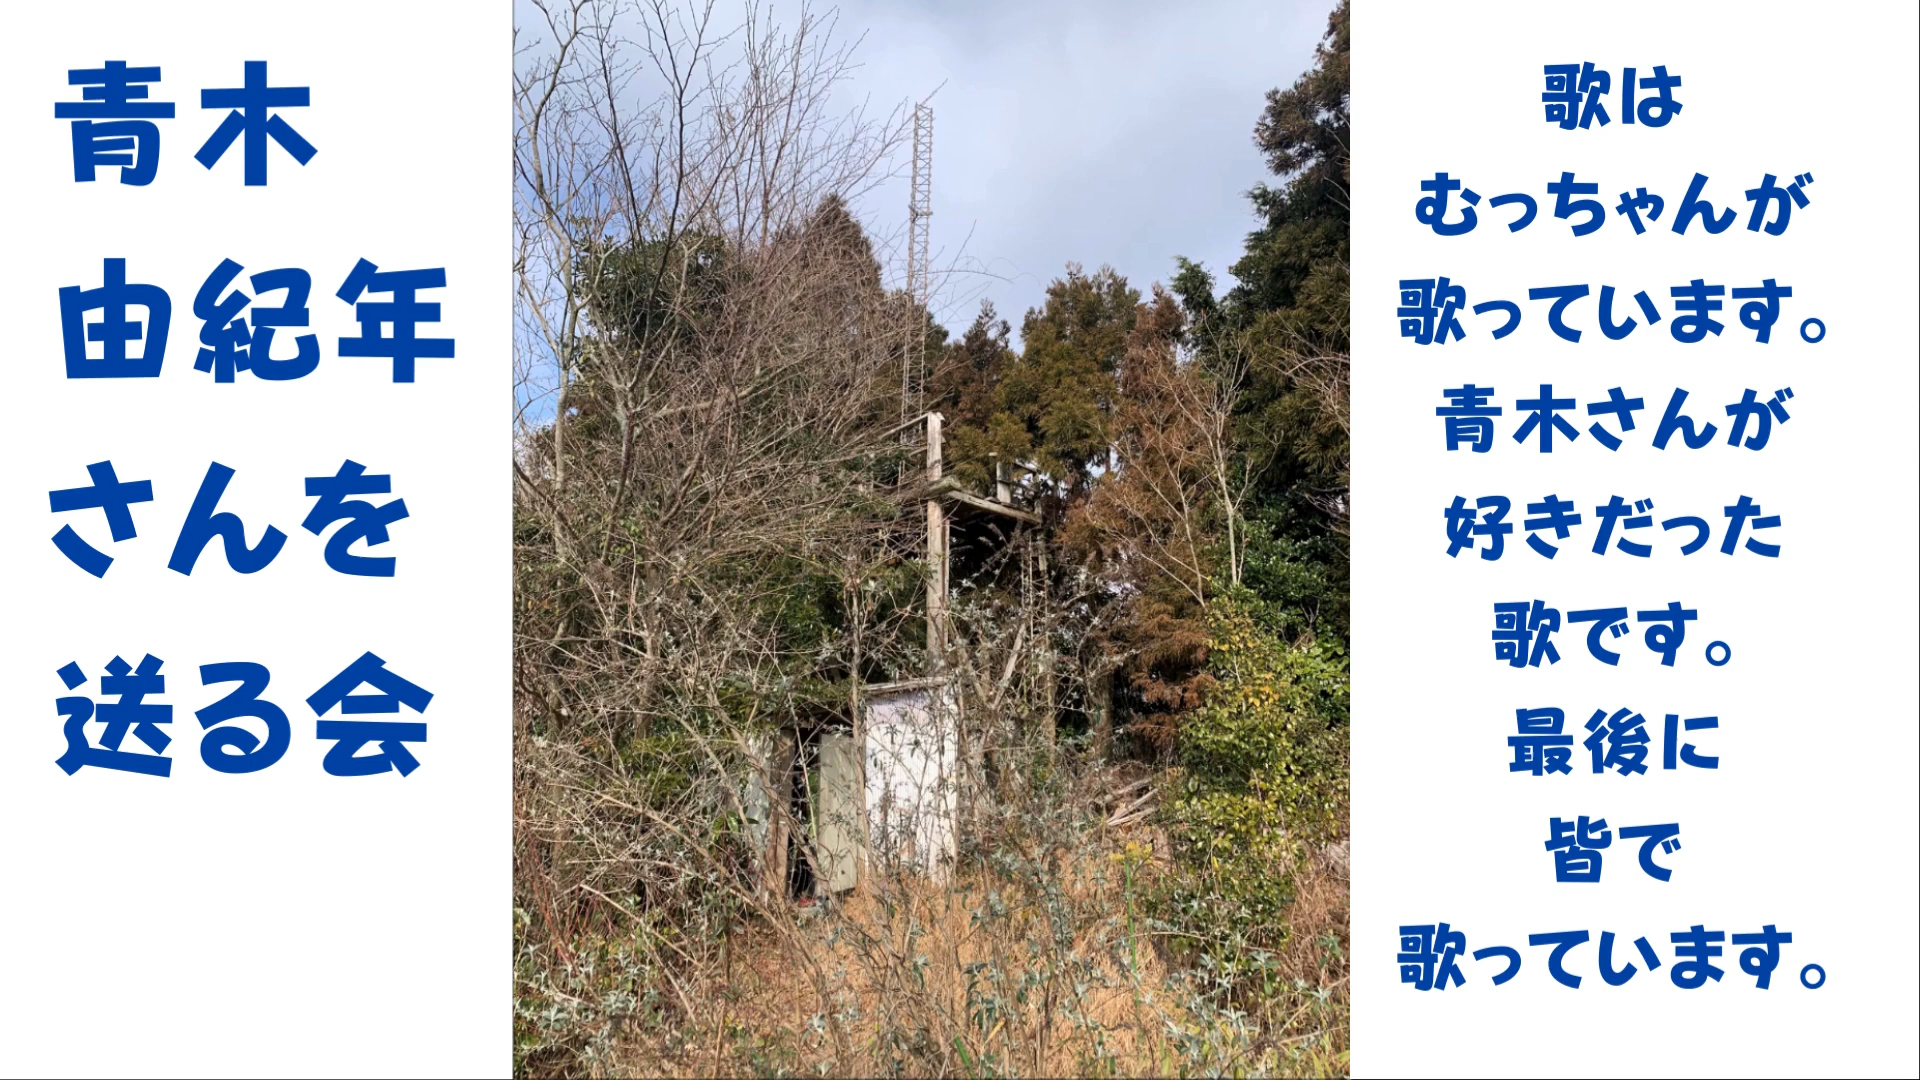 青木
由紀年
さんを
送る会
歌は
むっちゃんが
歌っています。
青木さんが
好きだった
歌です。
最後に
皆で
歌っています。